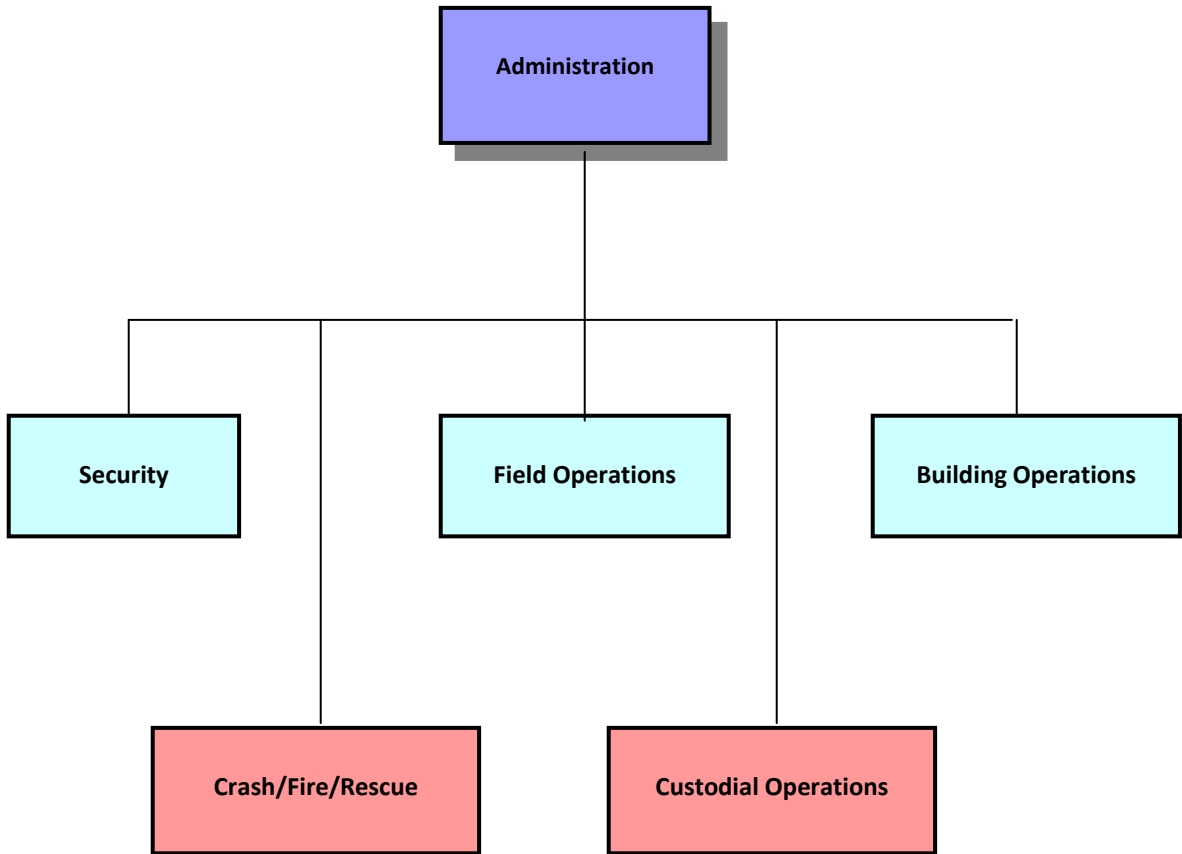 Administration
Security
Field Operations
Building Operations
Crash/Fire/Rescue
Custodial Operations